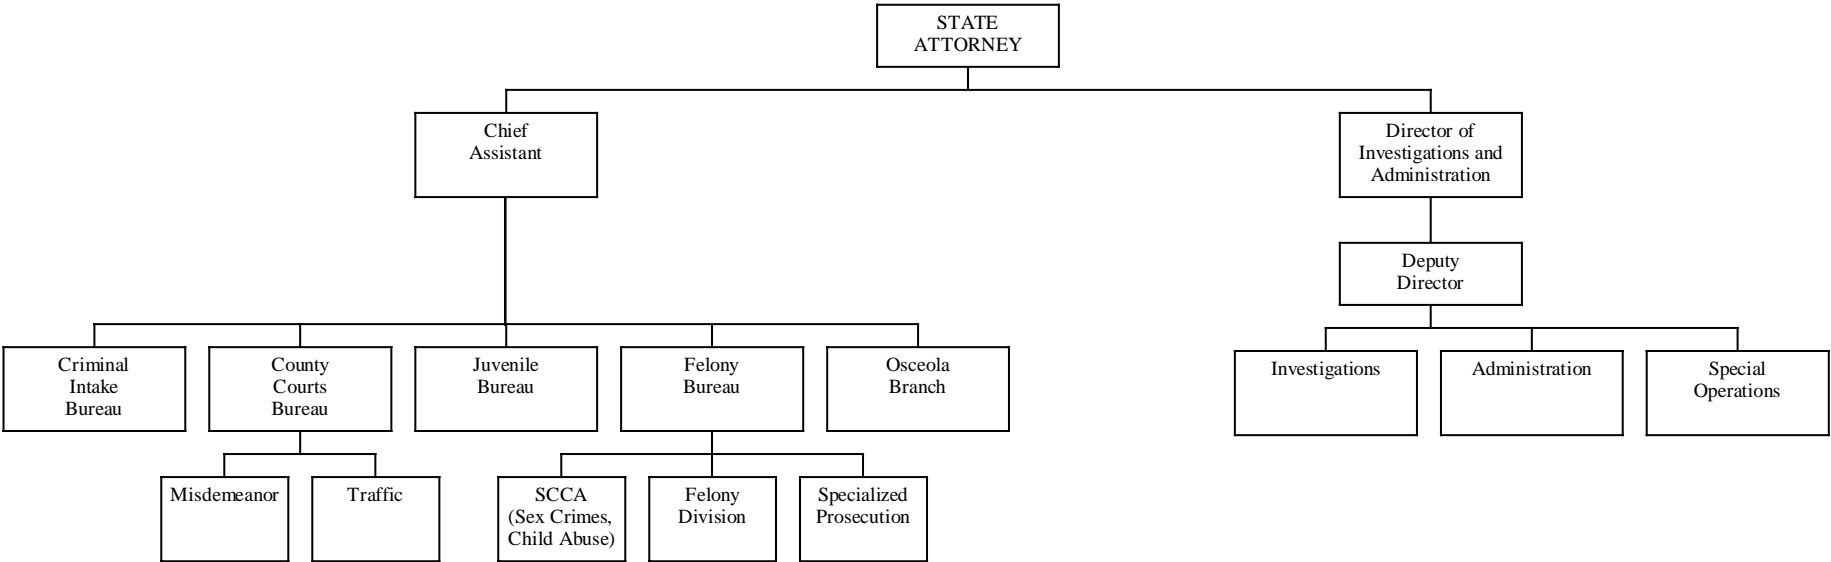 STATE
ATTORNEY
Chief
Assistant
Director of
Investigations and
Administration
Deputy
Director
Criminal
Intake
Bureau
County
Courts
Bureau
Juvenile
Bureau
Felony
Bureau
Osceola
Branch
Investigations
Administration
Special
Operations
Misdemeanor
Traffic
SCCA
(Sex Crimes,
Child Abuse)
Felony
Division
Specialized
Prosecution